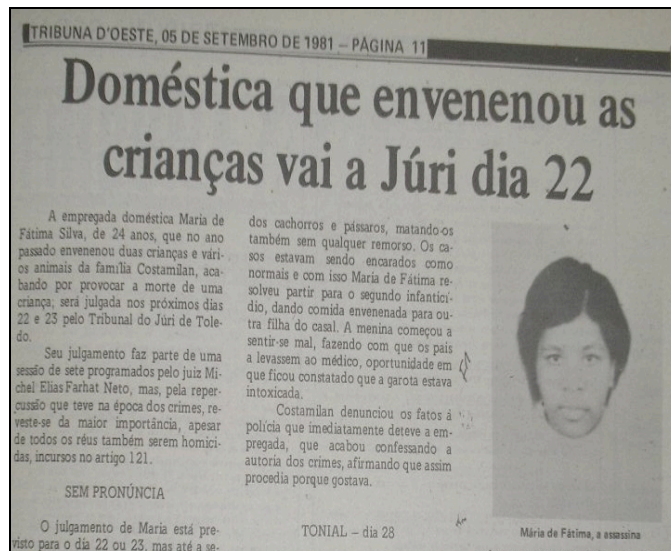 TRIBUNA D'OESTE, 05 DE SETEMBRO DE 1981 – PÁGINA 11
Doméstica que envenenou as
crianças vai a Júri dia 22
A empregada doméstica Maria de
Fátima Silva, de 24 anos, que no ano
passado envenenou duas crianças e vári-
os animais da família Costamilan, aca-
bando por provocar a morte de uma
criança; será julgada nos próximos dias
22 e 23 pelo Tribunal do Júri de Tole-
do.
Seu julgamento faz parte de uma
sessão de sete programados pelo juiz Mi-
chel Elias Farhat Neto, mas, pela reper-
cussão que teve na época dos crimes, re-
veste-se da maior importância, apesar
de todos os réus também serem homici-
das, incursos no artigo 121.
SEM PRONÚNCIA
O julgamento de Maria está pre-
visto para o dia 22 ou 23, mas até a se-
dos cachorros e pássaros, matando-os
também sem qualquer remorso. Os ca-
sos estavam sendo encarados como
normais e com isso Maria de Fátima re-
solveu partir para o segundo infanticí-
dio, dando comida envenenada para ou-
tra filha do casal. A menina começou a
sentir-se mal, fazendo com que os pais
a levassem ao médico, oportunidade em
que ficou constatado que a garota estava
intoxicada.
Costamilan denunciou os fatos à
polícia que imediatamente deteve a em-
pregada, que acabou confessando a
autoria dos crimes, afirmando que assim
procedia porque gostava.
TONIAL – dia 28
Mária de Fátima, a assassina